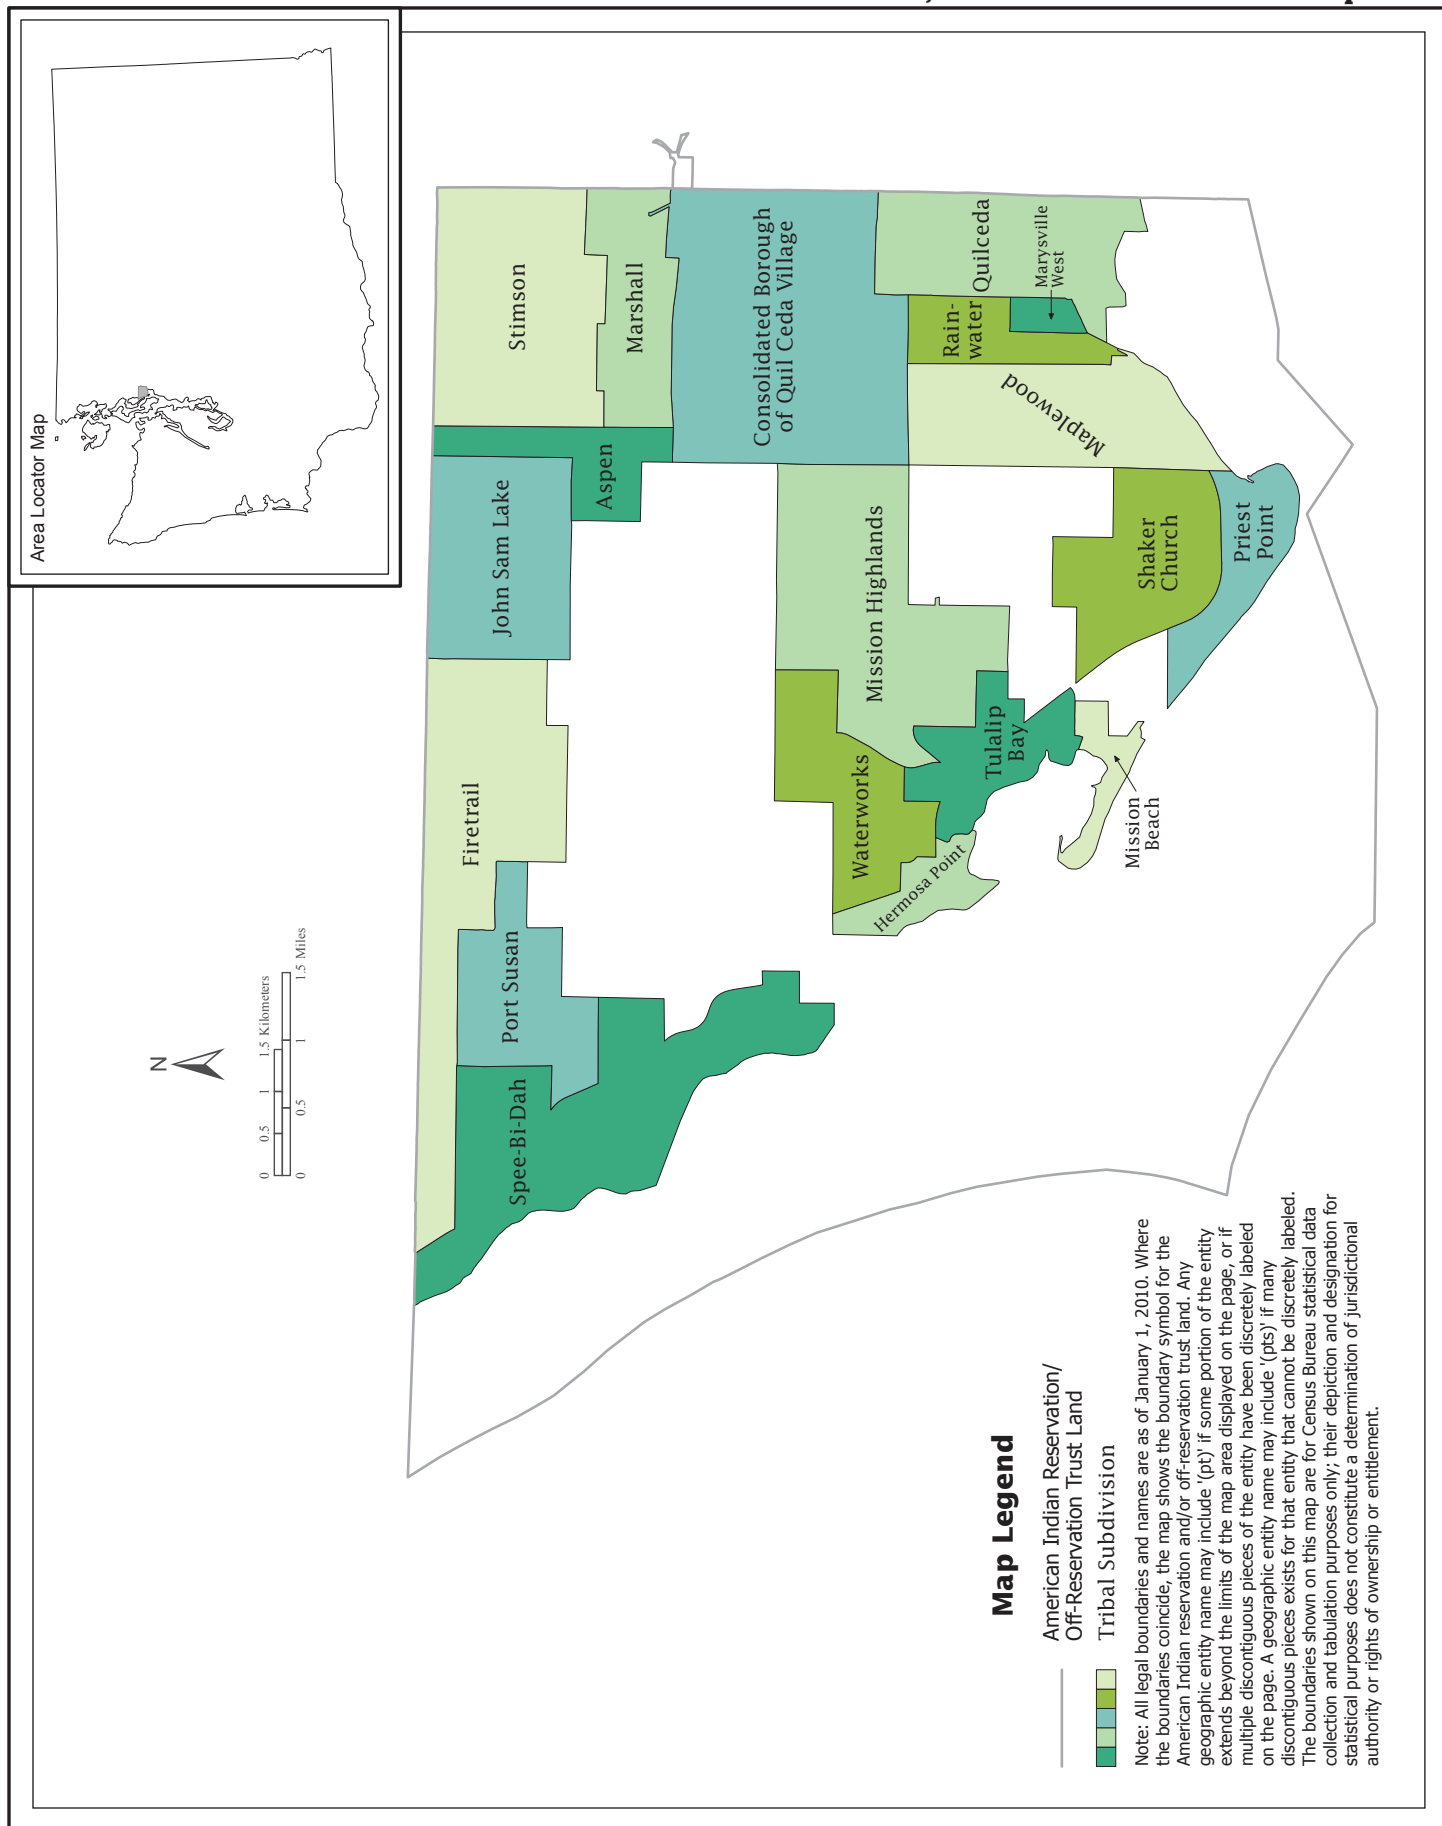 Area Locator Map
N
0 0.5 1 1.5 Kilometers
0 0.5 1 1.5 Miles
Stimson
Marshall
Consolidated Borough
of Quil Ceda Village
Quilceda
Marysville
West
Rain-
water
Maplewood
Aspen
John Sam Lake
Mission Highlands
Shaker
Church
Priest
Point
Firetrail
Waterworks
Tulalip
Bay
Hermosa Point
Mission
Beach
Port Susan
Spee-Bi-Dah
Map Legend
American Indian Reservation/
Off-Reservation Trust Land
Tribal Subdivision
Note: All legal boundaries and names are as of January 1, 2010. Where
the boundaries coincide, the map shows the boundary symbol for the
American Indian reservation and/or off-reservation trust land. Any
geographic entity name may include '(pt)' if some portion of the entity
extends beyond the limits of the map area displayed on the page, or if
multiple discontiguous pieces of the entity have been discretely labeled
on the page. A geographic entity name may include '(pts)' if many
discontiguous pieces exists for that entity that cannot be discretely labeled.
The boundaries shown on this map are for Census Bureau statistical data
collection and tabulation purposes only; their depiction and designation for
statistical purposes does not constitute a determination of jurisdictional
authority or rights of ownership or entitlement.